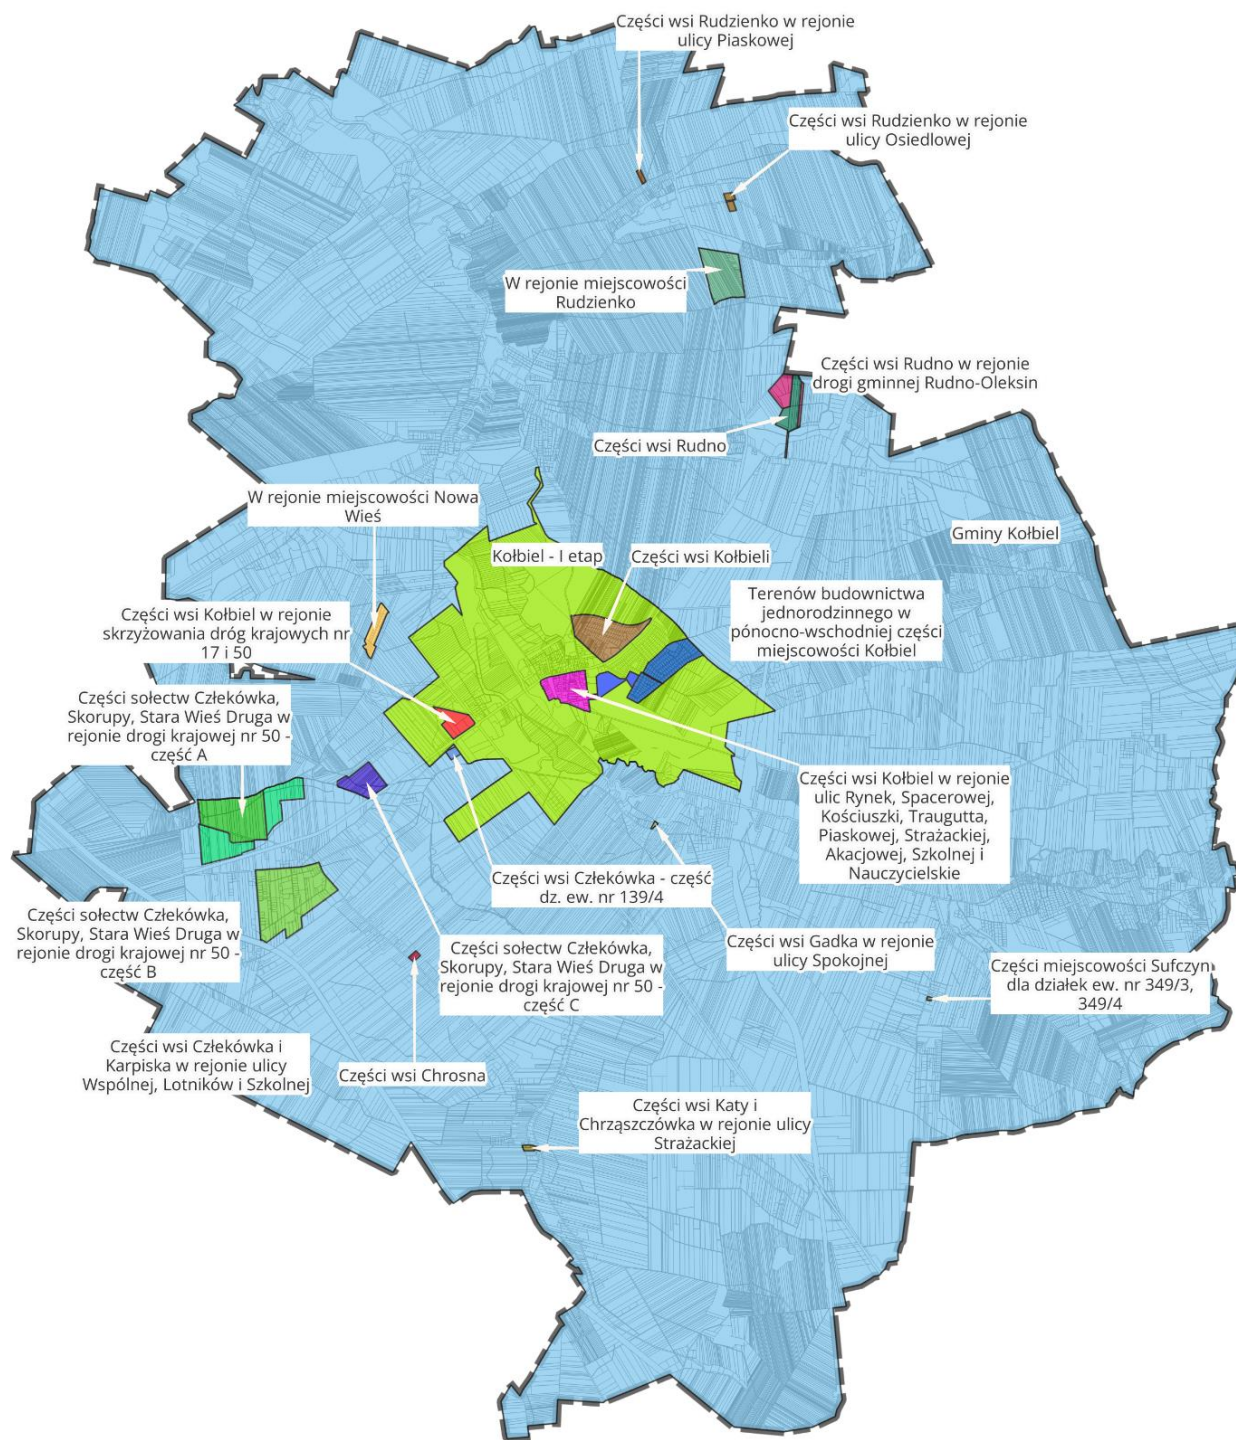 Części wsi Rudzienko w rejonie
ulicy Piaskowej
Części wsi Rudzienko w rejonie
ulicy Osiedlowej
W rejonie miejscowości
Rudzienko
Części wsi Rudno w rejonie
drogi gminnej Rudno-Oleksin
Części wsi Rudno
W rejonie miejscowości Nowa
Wieś
Gminy Kołbiel
Kołbiel - I etap
Części wsi Kołbieli
Terenów budownictwa
jednorodzinnego w
pónocno-wschodniej części
miejscowości Kołbiel
Części wsi Kołbiel w rejonie
skrzyżowania dróg krajowych nr
17 i 50
Części sołectw Człekówka,
Skorupy, Stara Wieś Druga w
rejonie drogi krajowej nr 50 -
część A
Części wsi Kołbiel w rejonie
ulic Rynek, Spacerowej,
Kościuszki, Traugutta,
Piaskowej, Strażackiej,
Akacjowej, Szkolnej i
Nauczycielskie
Części wsi Człekówka - część
dz. ew. nr 139/4
Części sołectw Człekówka,
Skorupy, Stara Wieś Druga w
rejonie drogi krajowej nr 50 -
część B
Części sołectw Człekówka,
Skorupy, Stara Wieś Druga w
rejonie drogi krajowej nr 50 -
część C
Części wsi Gadka w rejonie
ulicy Spokojnej
Części miejscowości Sufczyn
dla działek ew. nr 349/3,
349/4
Części wsi Człekówka i
Karpiska w rejonie ulicy
Wspólnej, Lotników i Szkolnej
Części wsi Chrosna
Części wsi Katy i
Chrząszczówka w rejonie ulicy
Strażackiej